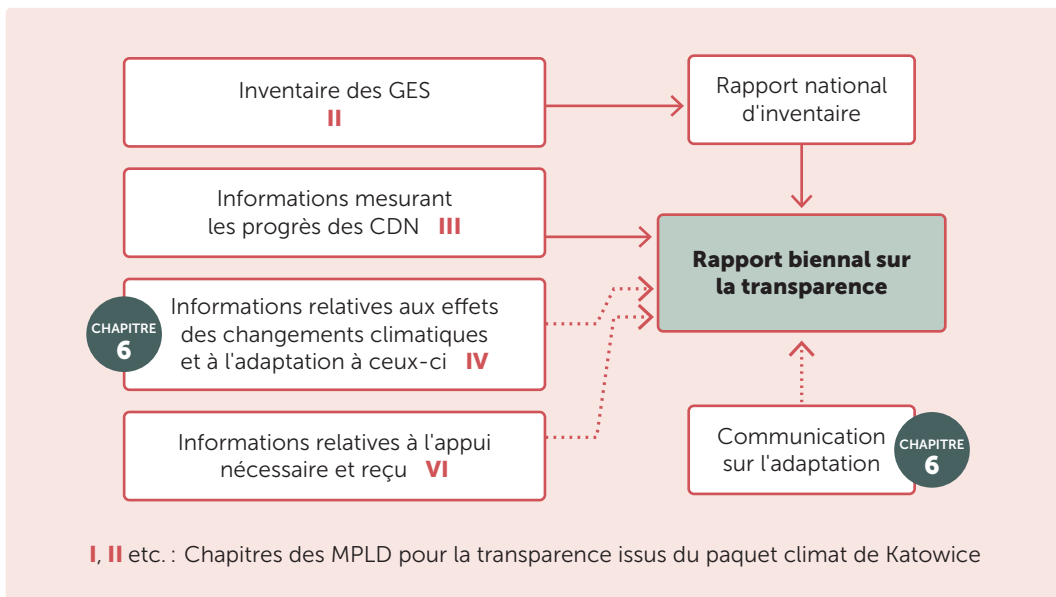 Inventaire des GES
II
Rapport national
d'inventaire
Informations mesurant
les progrès des CDN III
Rapport biennal sur
la transparence
CHAPITRE
6
Informations relatives aux effets
des changements climatiques
et à l'adaptation à ceux-ci IV
Informations relatives à l'appui
nécessaire et reçu VI
Communication
sur l'adaptation
CHAPITRE
6
I, II etc. : Chapitres des MPLD pour la transparence issus du paquet climat de Katowice